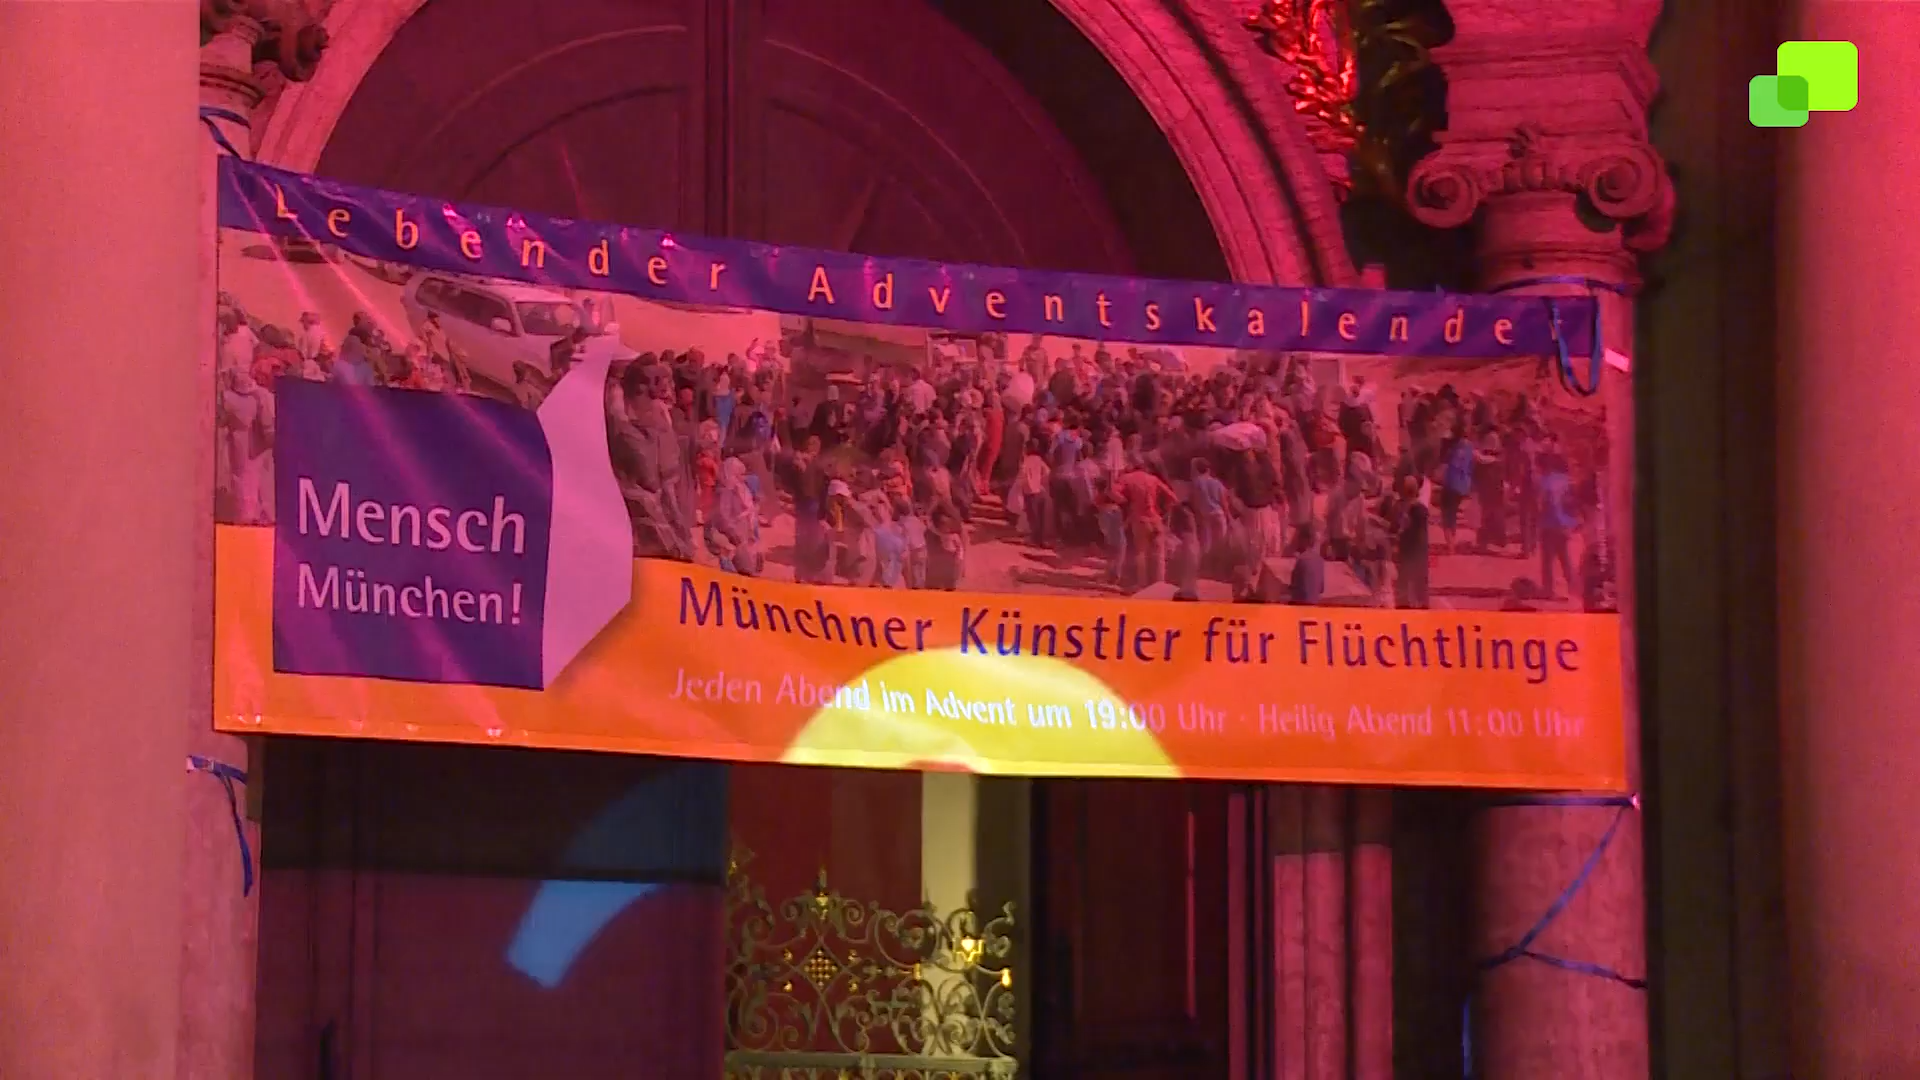 Lebender Adventskalender
Mensch
München!
Münchner Künstler für Flüchtlinge
Jeden Abend im Advent um 19:00 Uhr · Heilig Abend 11:00 Uhr